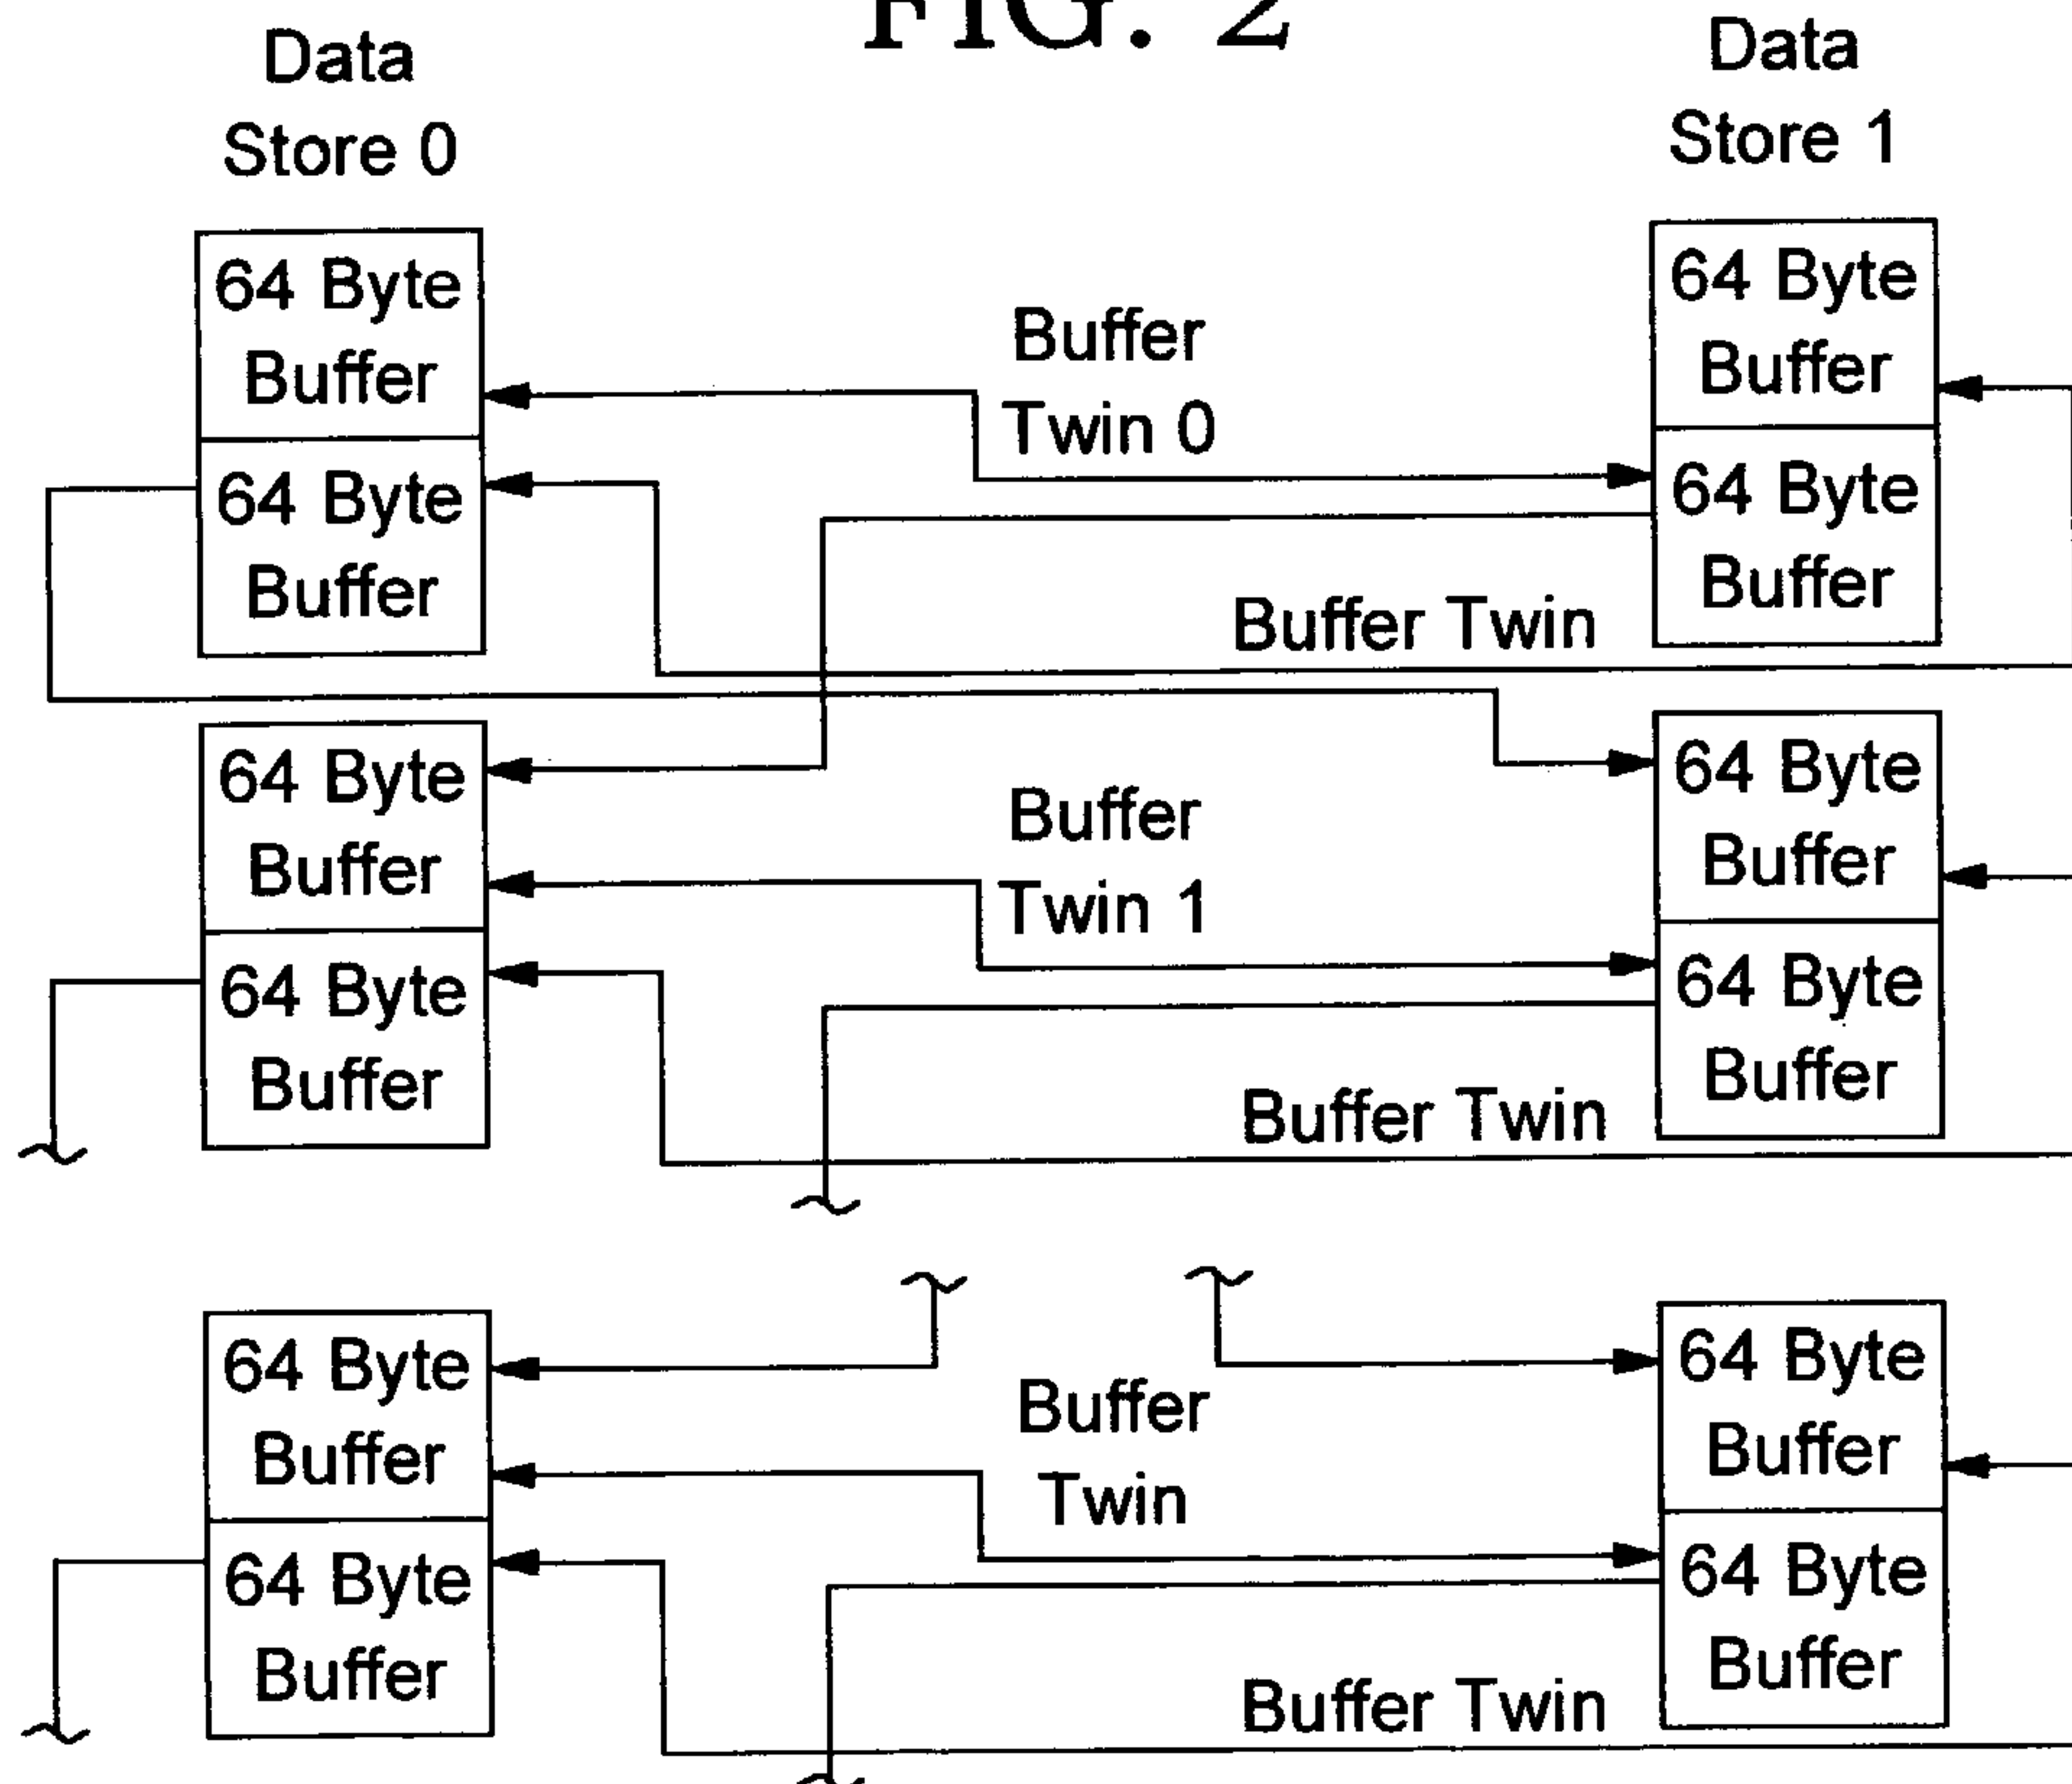 FIG. 2
Data
Store 0
Data
Store 1
64 Byte
Buffer
64 Byte
Buffer
Buffer
Twin 0
64 Byte
Buffer
64 Byte
Buffer
Buffer Twin
64 Byte
Buffer
64 Byte
Buffer
Buffer
Twin 1
64 Byte
Buffer
64 Byte
Buffer
Buffer Twin
64 Byte
Buffer
64 Byte
Buffer
Buffer
Twin
64 Byte
Buffer
64 Byte
Buffer
Buffer Twin